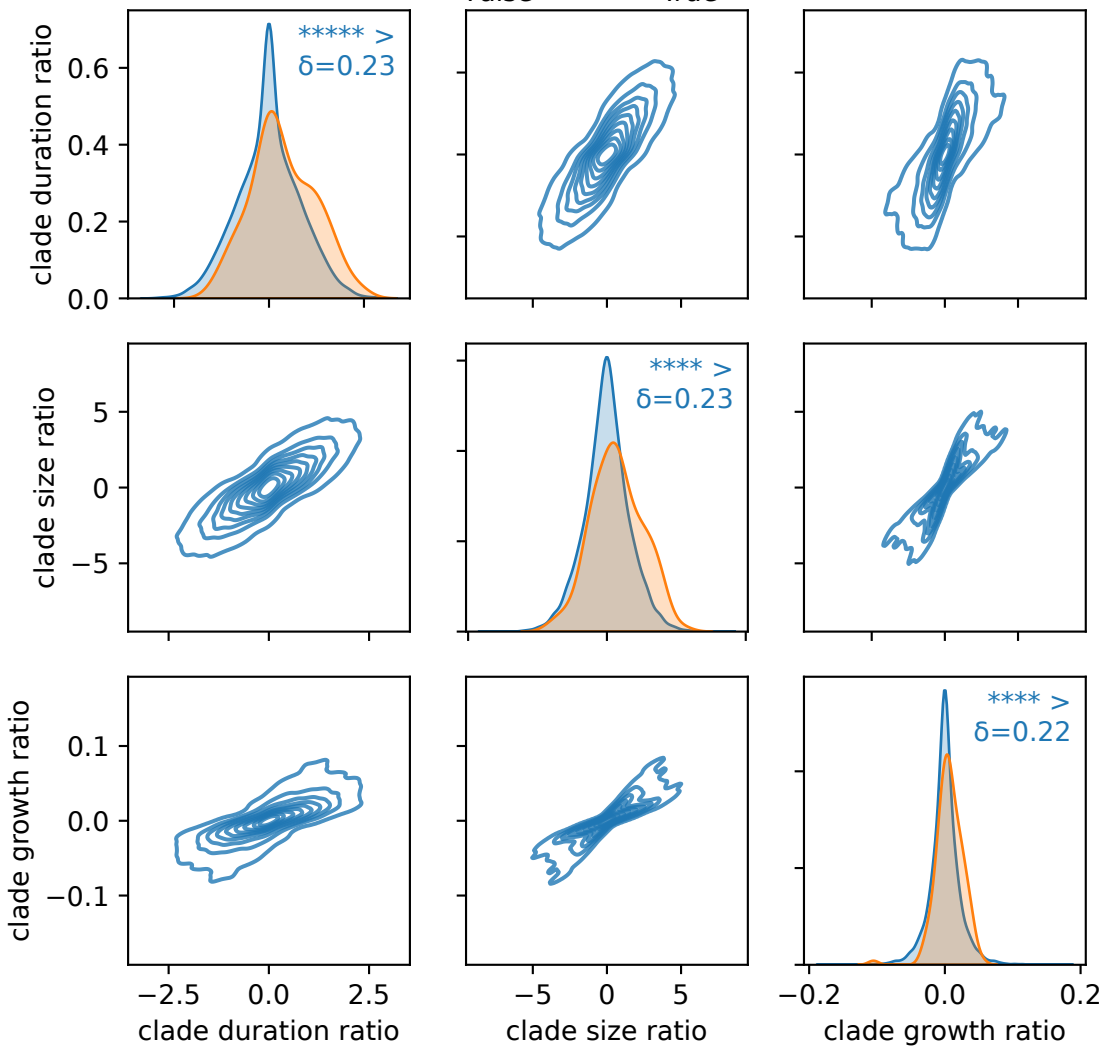 ***** >
δ=0.23
clade duration ratio
0.6
0.4
0.2
0.0
**** >
δ=0.23
clade size ratio
5
0
−5
**** >
δ=0.22
clade growth ratio
0.1
0.0
−0.1
−2.5 0.0 2.5
−5 0 5
−0.2 0.0 0.2
clade duration ratio
clade size ratio
clade growth ratio